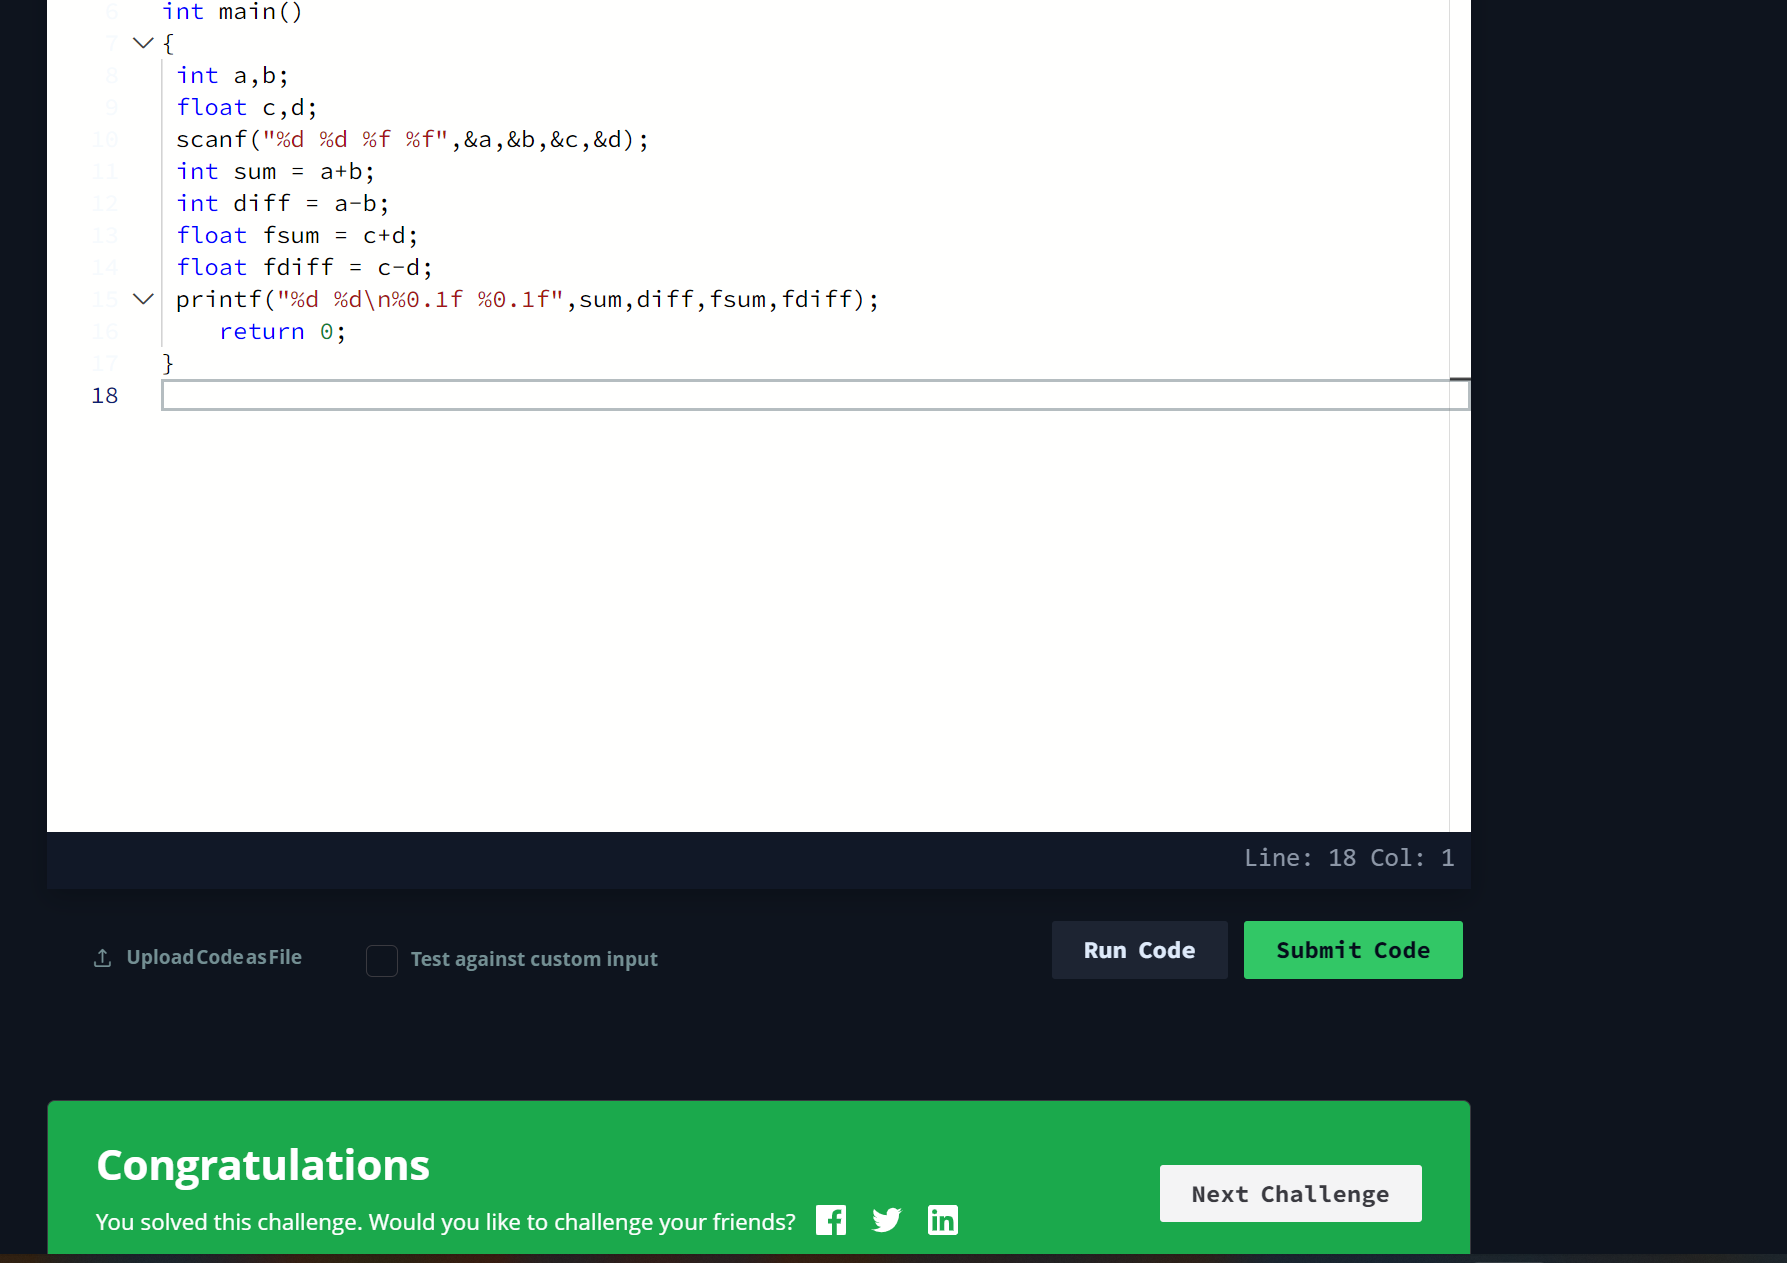 6 int main()
7 {
8 int a,b;
9 float c,d;
10 scanf("%d %d %f %f",&a,&b,&c,&d);
11 int sum = a+b;
12 int diff = a-b;
13 float fsum = c+d;
14 float fdiff = c-d;
15 printf("%d %d\n%0.1f %0.1f",sum,diff,fsum,fdiff);
16 return 0;
17 }
18
Line: 18 Col: 1
Upload Code as File
Test against custom input
Run Code
Submit Code
Congratulations
You solved this challenge. Would you like to challenge your friends?
Next Challenge